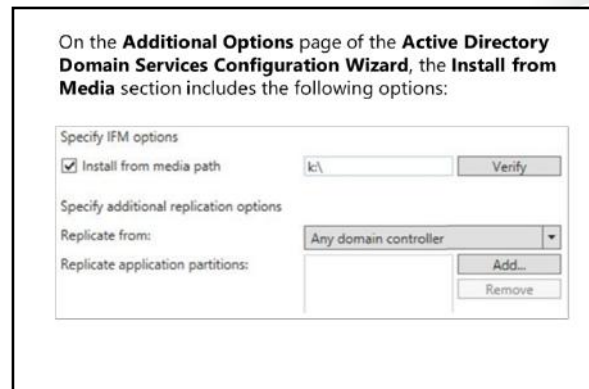 On the Additional Options page of the Active Directory
Domain Services Configuration Wizard, the Install from
Media section includes the following options:
Specify IFM options
Install from media path k:\ Verify
Specify additional replication options
Replicate from: Any domain controller
Replicate application partitions: Add...
Remove